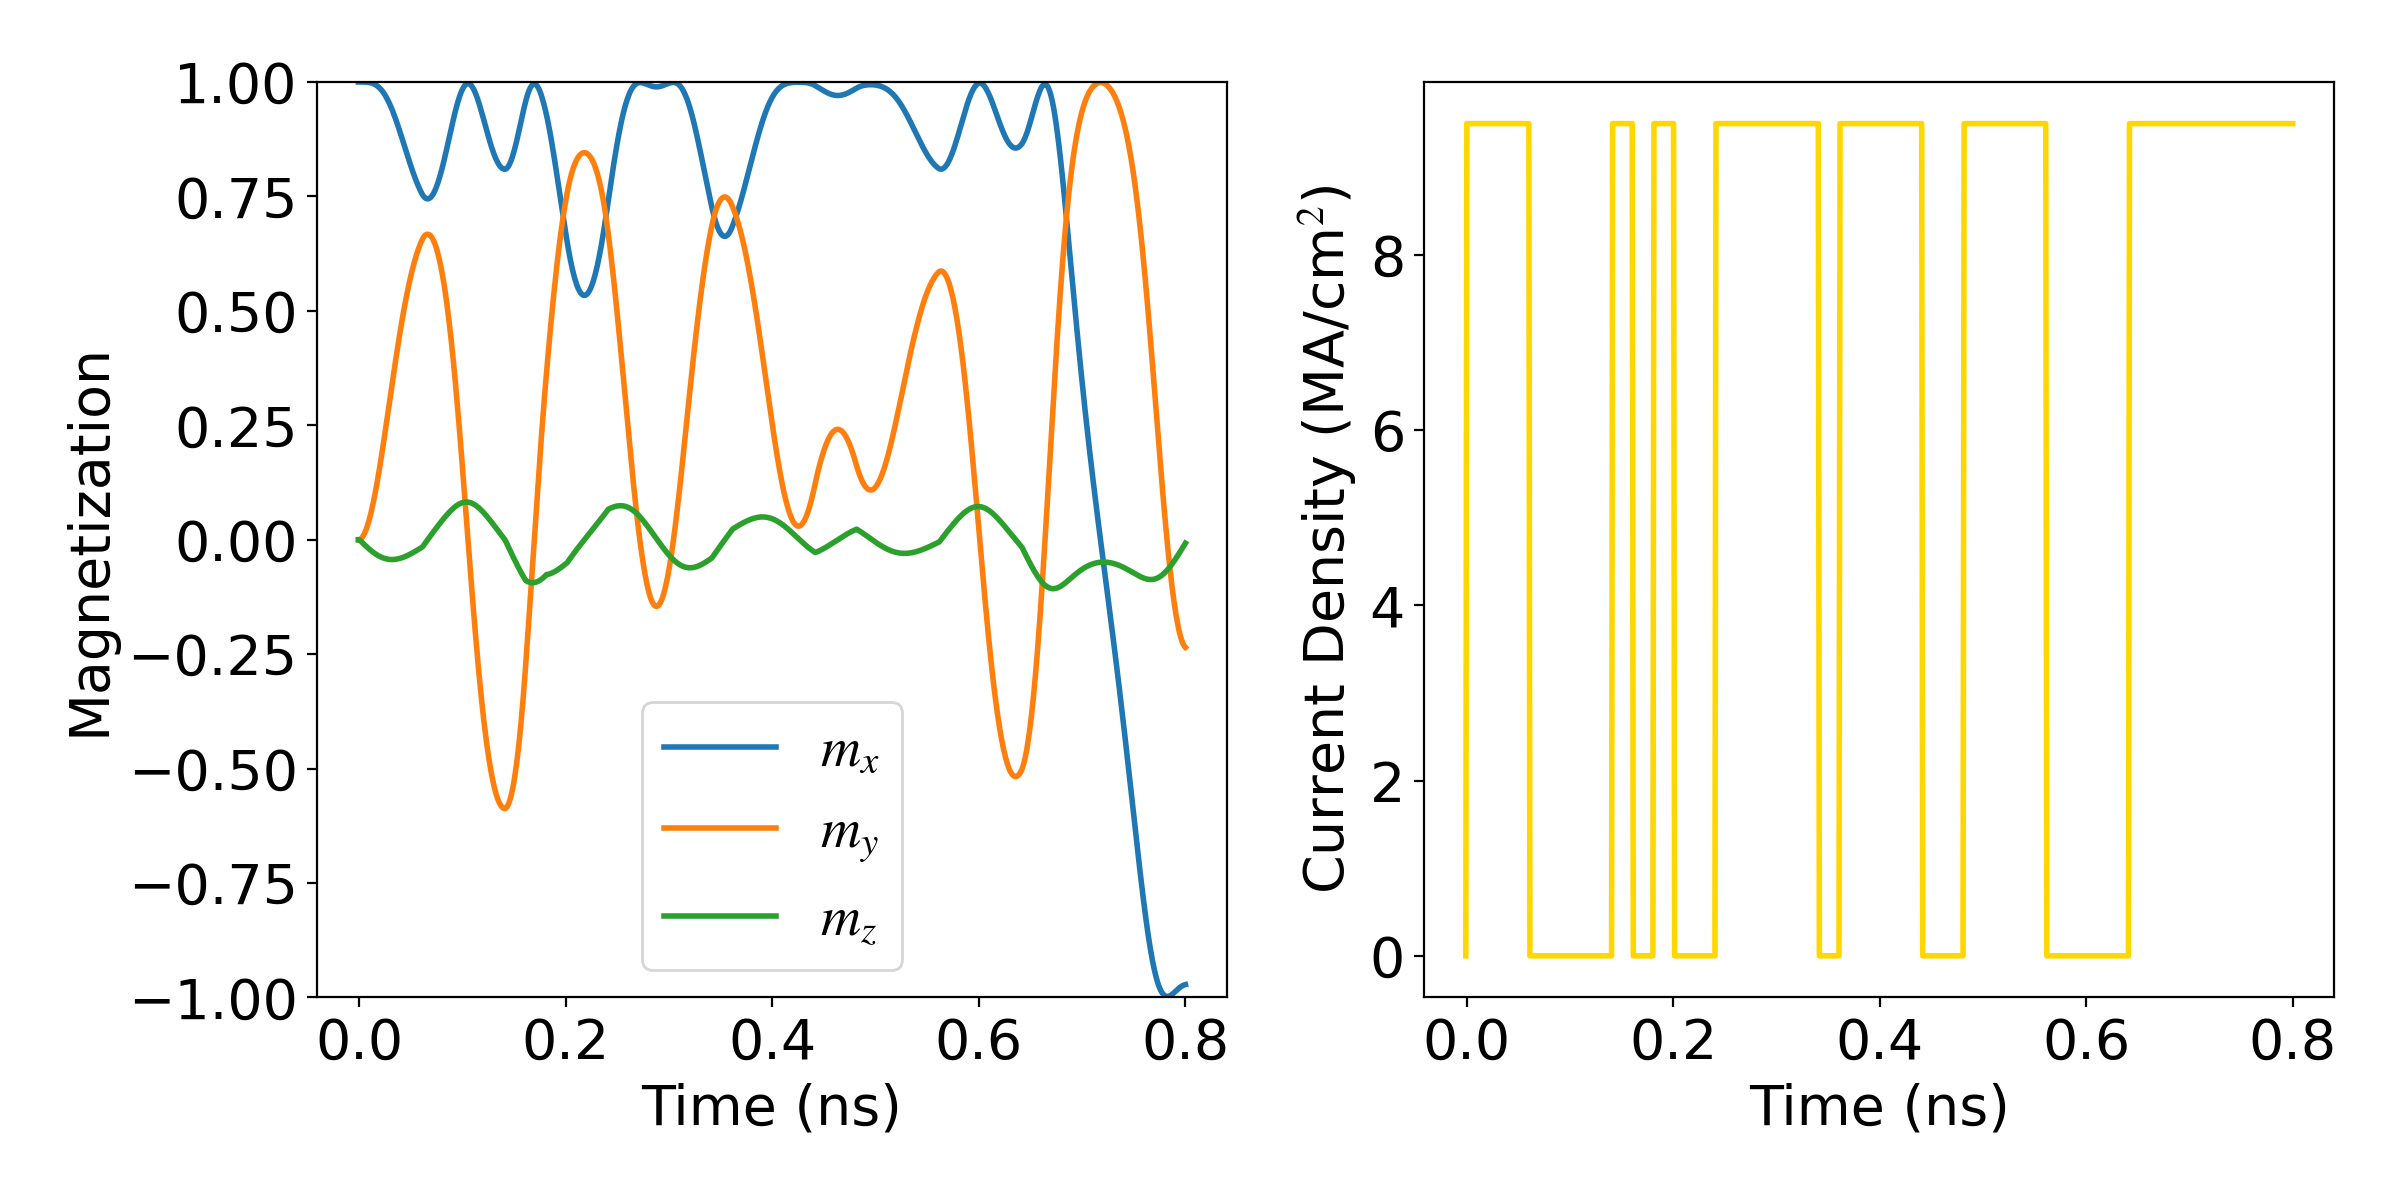 Magnetization
1.00
0.75
0.50
0.25
0.00
−0.25
−0.50
−0.75
−1.00
0.0 0.2 0.4 0.6 0.8
Time (ns)
m_x
m_y
m_z
Current Density (MA/cm²)
8
6
4
2
0
0.0 0.2 0.4 0.6 0.8
Time (ns)